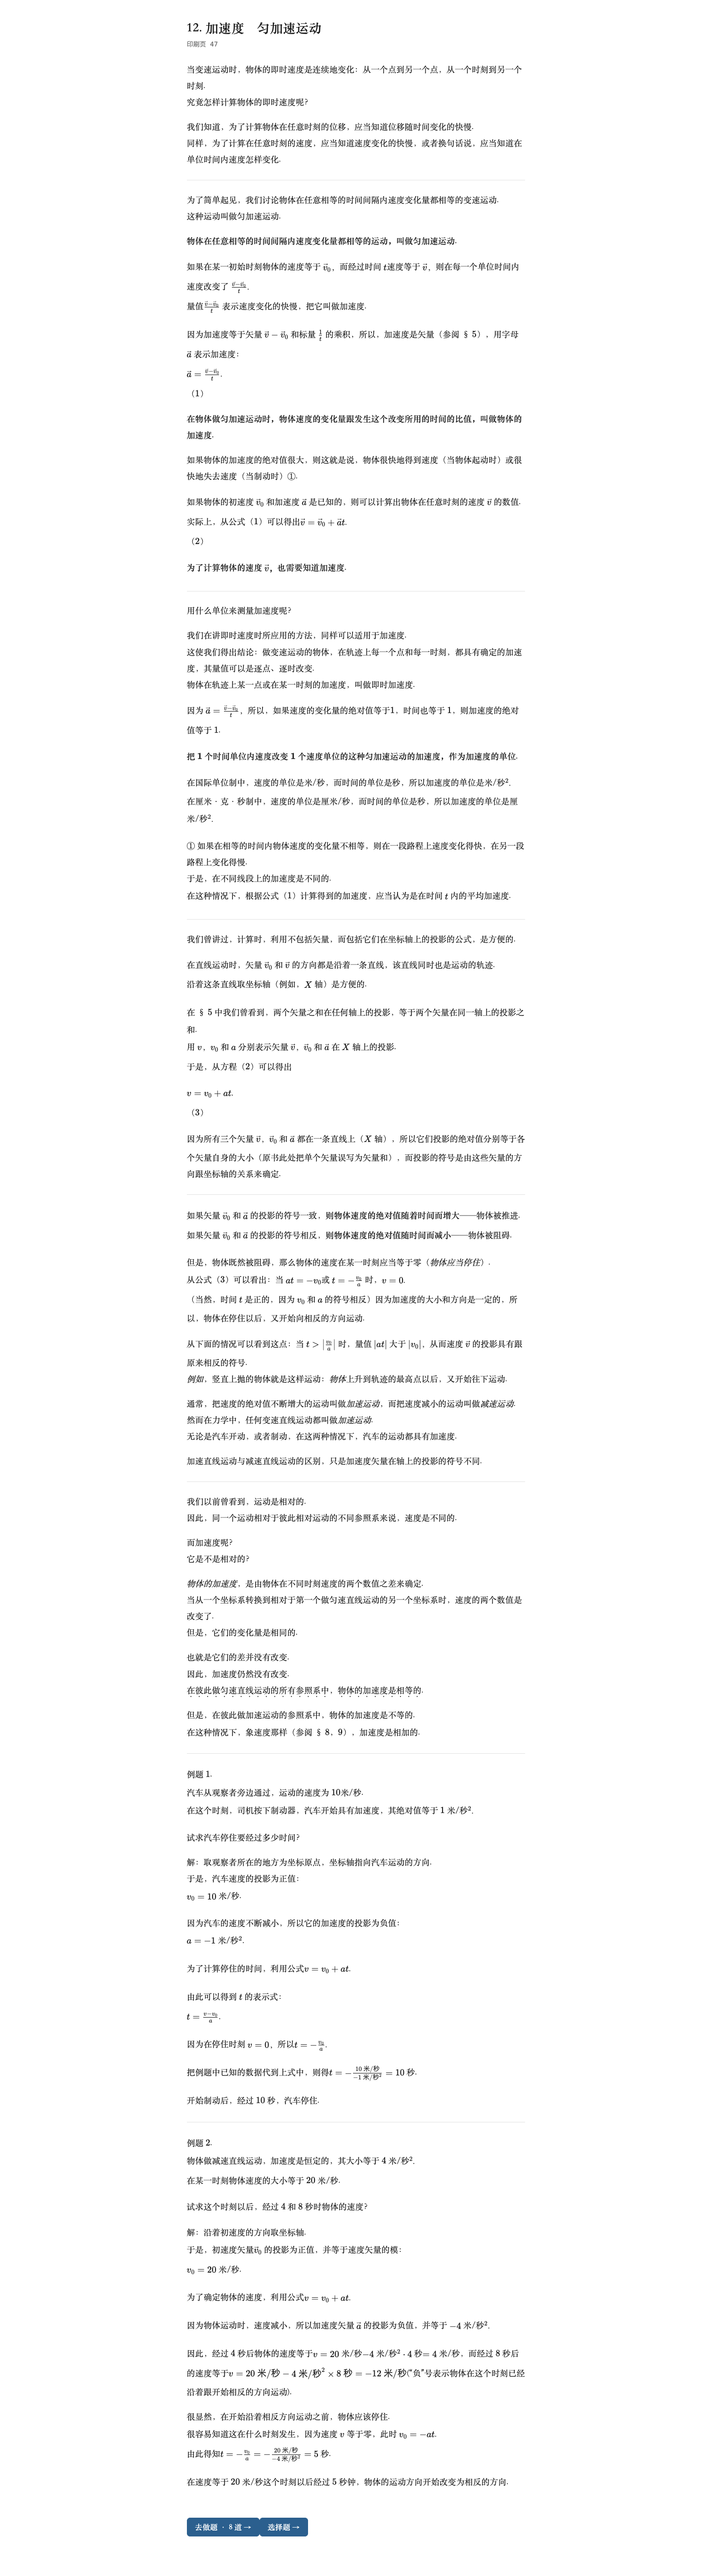 12. 加速度　匀加速运动
印刷页 47
当变速运动时，物体的即时速度是连续地变化：从一个点到另一个点，从一个时刻到另一个
时刻.
究竟怎样计算物体的即时速度呢?
我们知道，为了计算物体在任意时刻的位移，应当知道位移随时间变化的快慢.
同样，为了计算在任意时刻的速度，应当知道速度变化的快慢，或者换句话说，应当知道在
单位时间内速度怎样变化.
为了简单起见，我们讨论物体在任意相等的时间间隔内速度变化量都相等的变速运动.
这种运动叫做匀加速运动.
物体在任意相等的时间间隔内速度变化量都相等的运动，叫做匀加速运动.
如果在某一初始时刻物体的速度等于 $\vec{v}_0$，而经过时间 $t$速度等于 $\vec{v}$，则在每一个单位时间内
速度改变了 $\frac{\vec{v}-\vec{v}_0}{t}$.
量值$\frac{\vec{v}-\vec{v}_0}{t}$ 表示速度变化的快慢，把它叫做加速度.
因为加速度等于矢量 $\vec{v}-\vec{v}_0$ 和标量 $\frac{1}{t}$ 的乘积，所以，加速度是矢量（参阅 § 5），用字母
$\vec{a}$ 表示加速度：
$\vec{a}=\frac{\vec{v}-\vec{v}_0}{t}$.
（1）
在物体做匀加速运动时，物体速度的变化量跟发生这个改变所用的时间的比值，叫做物体的
加速度.
如果物体的加速度的绝对值很大，则这就是说，物体很快地得到速度（当物体起动时）或很
快地失去速度（当制动时）①.
如果物体的初速度 $\vec{v}_0$ 和加速度 $\vec{a}$ 是已知的，则可以计算出物体在任意时刻的速度 $\vec{v}$ 的数值.
实际上，从公式（1）可以得出$\vec{v}=\vec{v}_0+\vec{a}t$.
（2）
为了计算物体的速度 $\vec{v}$，也需要知道加速度.
用什么单位来测量加速度呢?
我们在讲即时速度时所应用的方法，同样可以适用于加速度.
这使我们得出结论：做变速运动的物体，在轨迹上每一个点和每一时刻，都具有确定的加速
度，其量值可以是逐点、逐时改变.
物体在轨迹上某一点或在某一时刻的加速度，叫做即时加速度.
因为 $\vec{a}=\frac{\vec{v}-\vec{v}_0}{t}$，所以，如果速度的变化量的绝对值等于1，时间也等于 1，则加速度的绝对
值等于 1.
把 1 个时间单位内速度改变 1 个速度单位的这种匀加速运动的加速度，作为加速度的单位.
在国际单位制中，速度的单位是米/秒，而时间的单位是秒，所以加速度的单位是米/秒².
在厘米 · 克 · 秒制中，速度的单位是厘米/秒，而时间的单位是秒，所以加速度的单位是厘
米/秒².
① 如果在相等的时间内物体速度的变化量不相等，则在一段路程上速度变化得快，在另一段
路程上变化得慢.
于是，在不同线段上的加速度是不同的.
在这种情况下，根据公式（1）计算得到的加速度，应当认为是在时间 $t$ 内的平均加速度.
我们曾讲过，计算时，利用不包括矢量，而包括它们在坐标轴上的投影的公式，是方便的.
在直线运动时，矢量 $\vec{v}_0$ 和 $\vec{v}$ 的方向都是沿着一条直线，该直线同时也是运动的轨迹.
沿着这条直线取坐标轴（例如，$X$ 轴）是方便的.
在 § 5 中我们曾看到，两个矢量之和在任何轴上的投影，等于两个矢量在同一轴上的投影之
和.
用 $v$，$v_0$ 和 $a$ 分别表示矢量 $\vec{v}$，$\vec{v}_0$ 和 $\vec{a}$ 在 $X$ 轴上的投影.
于是，从方程（2）可以得出
$v=v_0+at$.
（3）
因为所有三个矢量 $\vec{v}$，$\vec{v}_0$ 和 $\vec{a}$ 都在一条直线上（$X$ 轴），所以它们投影的绝对值分别等于各
个矢量自身的大小（原书此处把单个矢量误写为矢量和），而投影的符号是由这些矢量的方
向跟坐标轴的关系来确定.
如果矢量 $\vec{v}_0$ 和 $\vec{a}$ 的投影的符号一致，则物体速度的绝对值随着时间而增大——物体被推进.
如果矢量 $\vec{v}_0$ 和 $\vec{a}$ 的投影的符号相反，则物体速度的绝对值随时间而减小——物体被阻碍.
但是，物体既然被阻碍，那么物体的速度在某一时刻应当等于零（物体应当停住）.
从公式（3）可以看出：当 $at=-v_0$或 $t=-\frac{v_0}{a}$ 时，$v=0$.
（当然，时间 $t$ 是正的，因为 $v_0$ 和 $a$ 的符号相反）因为加速度的大小和方向是一定的，所
以，物体在停住以后，又开始向相反的方向运动.
从下面的情况可以看到这点：当 $t>\left|\frac{v_0}{a}\right|$ 时，量值 $|at|$ 大于 $|v_0|$，从而速度 $\vec{v}$ 的投影具有跟
原来相反的符号.
例如，竖直上抛的物体就是这样运动：物体上升到轨迹的最高点以后，又开始往下运动.
通常，把速度的绝对值不断增大的运动叫做加速运动，而把速度减小的运动叫做减速运动.
然而在力学中，任何变速直线运动都叫做加速运动.
无论是汽车开动，或者制动，在这两种情况下，汽车的运动都具有加速度.
加速直线运动与减速直线运动的区别，只是加速度矢量在轴上的投影的符号不同.
我们以前曾看到，运动是相对的.
因此，同一个运动相对于彼此相对运动的不同参照系来说，速度是不同的.
而加速度呢?
它是不是相对的?
物体的加速度，是由物体在不同时刻速度的两个数值之差来确定.
当从一个坐标系转换到相对于第一个做匀速直线运动的另一个坐标系时，速度的两个数值是
改变了.
但是，它们的变化量是相同的.
也就是它们的差并没有改变.
因此，加速度仍然没有改变.
在彼此做匀速直线运动的所有参照系中，物体的加速度是相等的.
但是，在彼此做加速运动的参照系中，物体的加速度是不等的.
在这种情况下，象速度那样（参阅 § 8，9），加速度是相加的.
例题 1.
汽车从观察者旁边通过，运动的速度为 10米/秒.
在这个时刻，司机按下制动器，汽车开始具有加速度，其绝对值等于 1 米/秒².
试求汽车停住要经过多少时间?
解：取观察者所在的地方为坐标原点，坐标轴指向汽车运动的方向.
于是，汽车速度的投影为正值：
$v_0=10$ 米/秒.
因为汽车的速度不断减小，所以它的加速度的投影为负值：
$a=-1$ 米/秒².
为了计算停住的时间，利用公式$v=v_0+at$.
由此可以得到 $t$ 的表示式：
$t=\frac{v-v_0}{a}$.
因为在停住时刻 $v=0$，所以$t=-\frac{v_0}{a}$.
把例题中已知的数据代到上式中，则得$t=-\frac{10\ 米/秒}{-1\ 米/秒^2}=10$ 秒.
开始制动后，经过 10 秒，汽车停住.
例题 2.
物体做减速直线运动，加速度是恒定的，其大小等于 4 米/秒².
在某一时刻物体速度的大小等于 20 米/秒.
试求这个时刻以后，经过 4 和 8 秒时物体的速度?
解：沿着初速度的方向取坐标轴.
于是，初速度矢量$\vec{v}_0$ 的投影为正值，并等于速度矢量的模：
$v_0=20$ 米/秒.
为了确定物体的速度，利用公式$v=v_0+at$.
因为物体运动时，速度减小，所以加速度矢量 $\vec{a}$ 的投影为负值，并等于 $-4$ 米/秒².
因此，经过 4 秒后物体的速度等于$v=20$ 米/秒$-4$ 米/秒²$\cdot 4$ 秒$=4$ 米/秒，而经过 8 秒后
的速度等于$v=20\ 米/秒-4\ 米/秒^2\times 8\ 秒=-12\ 米/秒$("负"号表示物体在这个时刻已经
沿着跟开始相反的方向运动).
很显然，在开始沿着相反方向运动之前，物体应该停住.
很容易知道这在什么时刻发生，因为速度 $v$ 等于零，此时 $v_0=-at$.
由此得知$t=-\frac{v_0}{a}=-\frac{20\ 米/秒}{-4\ 米/秒^2}=5$ 秒.
在速度等于 20 米/秒这个时刻以后经过 5 秒钟，物体的运动方向开始改变为相反的方向.
去做题 · 8 道 → 选择题 →